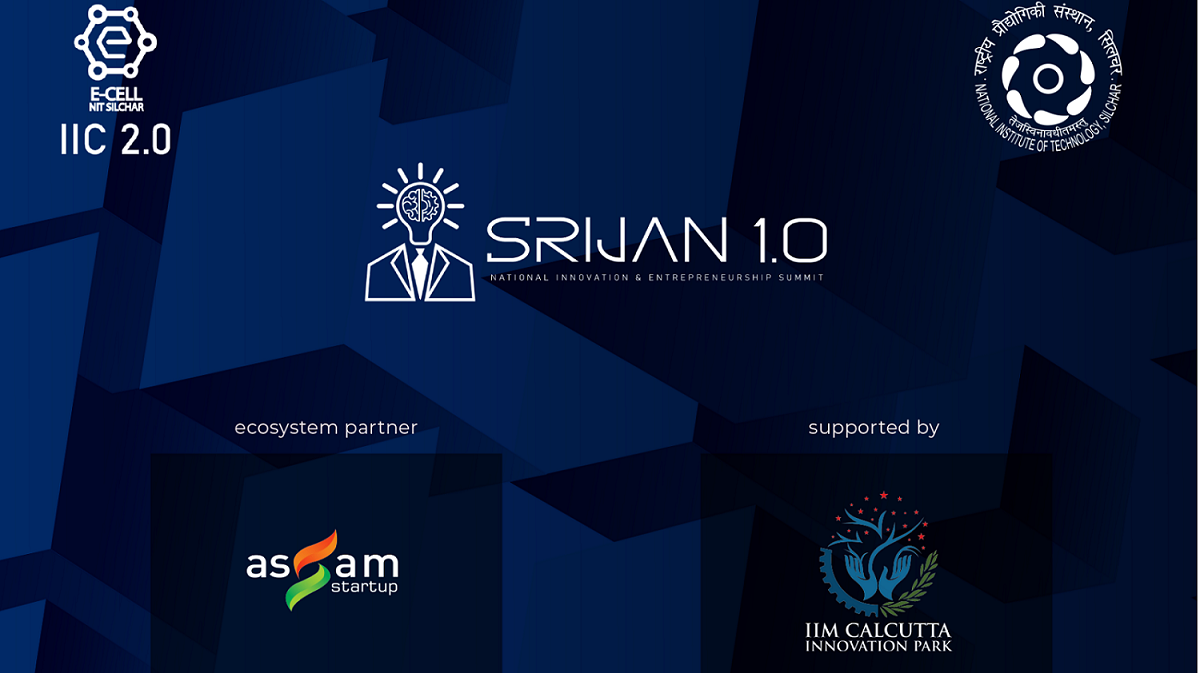 e
E-CELL
NIT SILCHAR
IIC 2.0
राष्ट्रीय प्रौद्योगिकी संस्थान, सिलचर
तेजस्विनावधीतमस्तु
NATIONAL INSTITUTE OF TECHNOLOGY, SILCHAR
SRIJAN 1.0
NATIONAL INNOVATION & ENTREPRENEURSHIP SUMMIT
ecosystem partner
supported by
assam
startup
IIM CALCUTTA
INNOVATION PARK